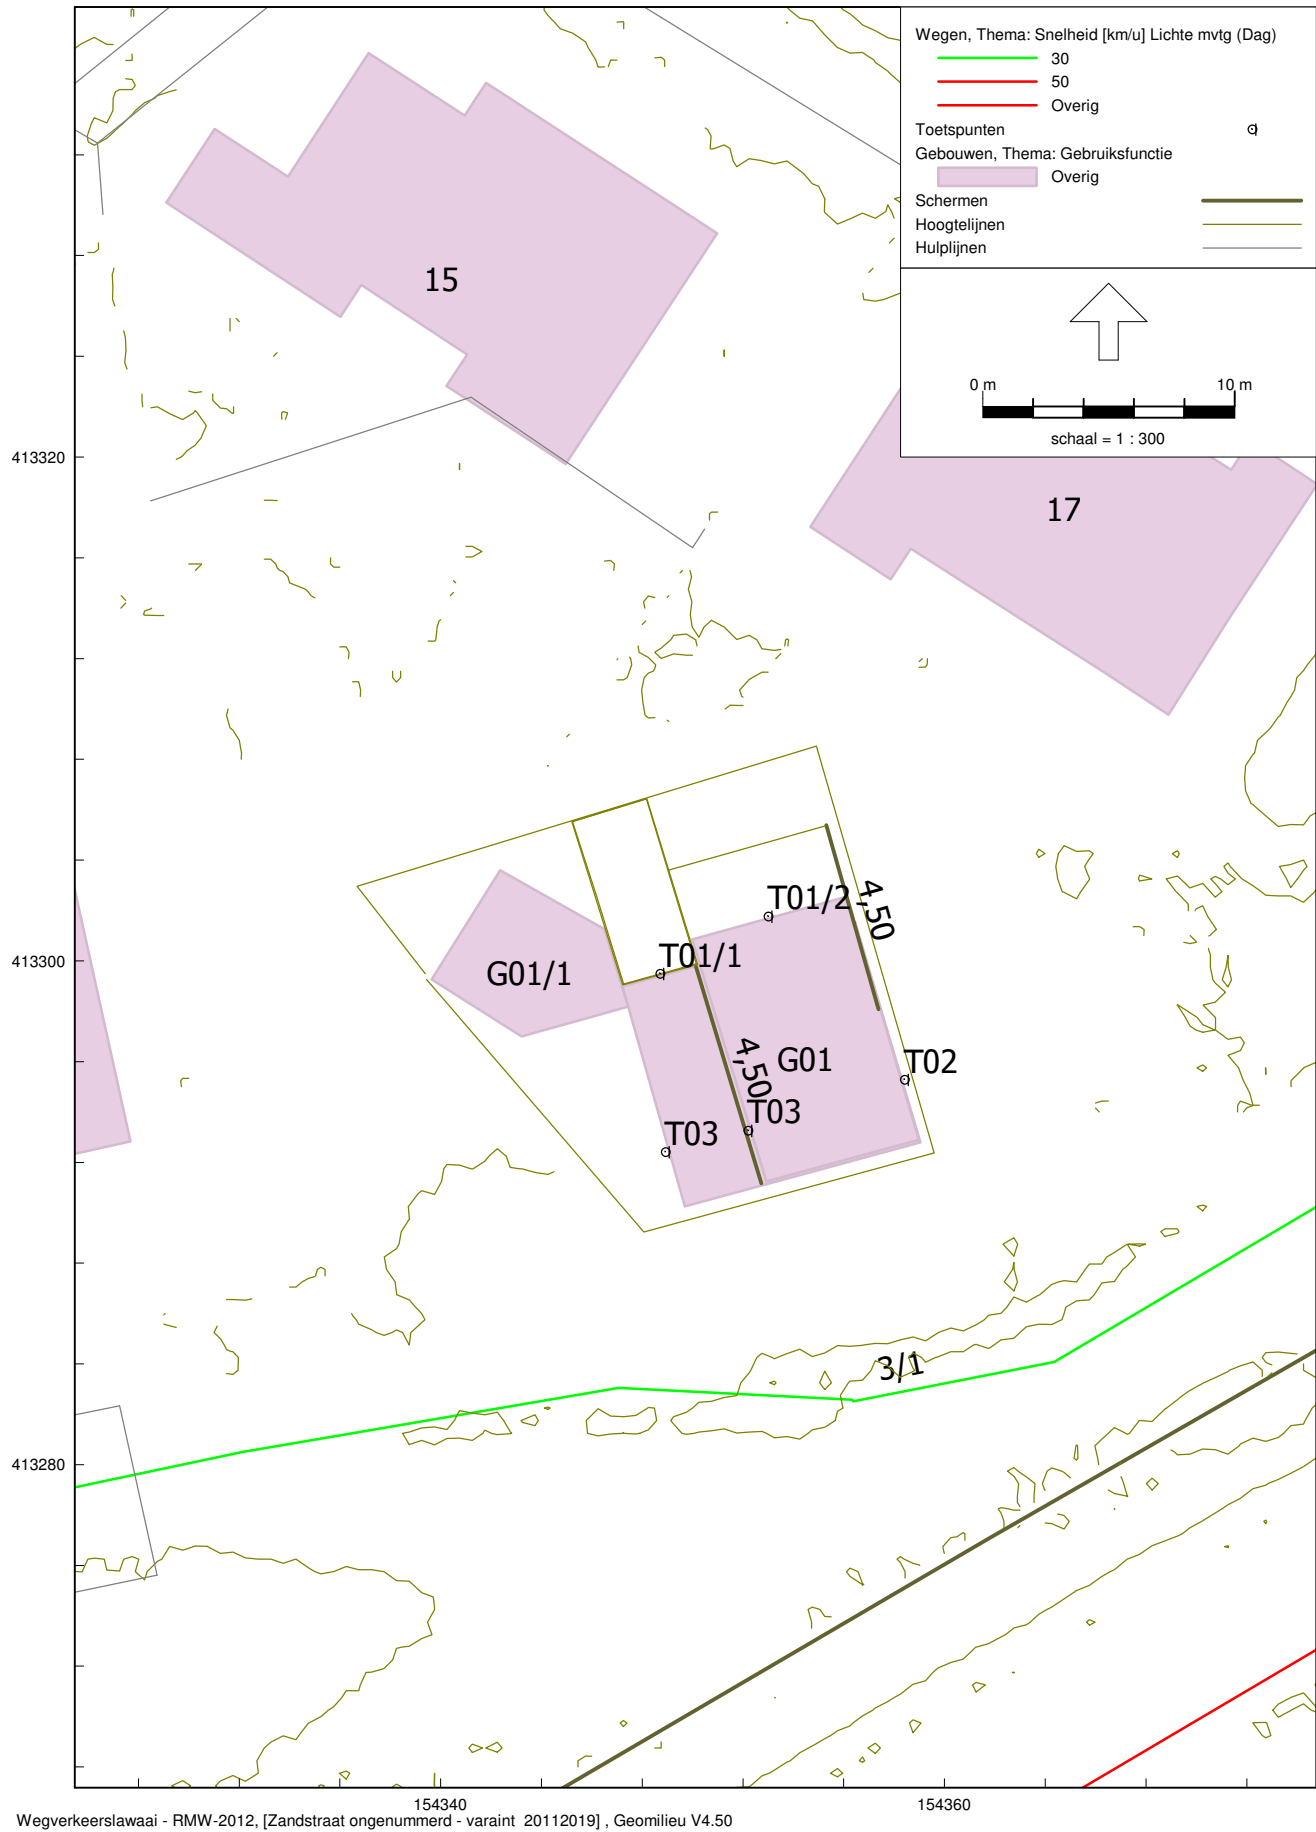 Wegen, Thema: Snelheid [km/u] Lichte mvtg (Dag)
30
50
Overig
Toetspunten
Gebouwen, Thema: Gebruiksfunctie
Overig
Schermen
Hoogtelijnen
Hulplijnen
0 m 10 m
schaal = 1 : 300
15
413320
17
T01/2
4,50
T01/1
413300
G01/1
4,50
G01
T02
T03
T03
3/1
413280
154340 154360
Wegverkeerslawaai - RMW-2012, [Zandstraat ongenummerd - varaint 20112019] , Geomilieu V4.50